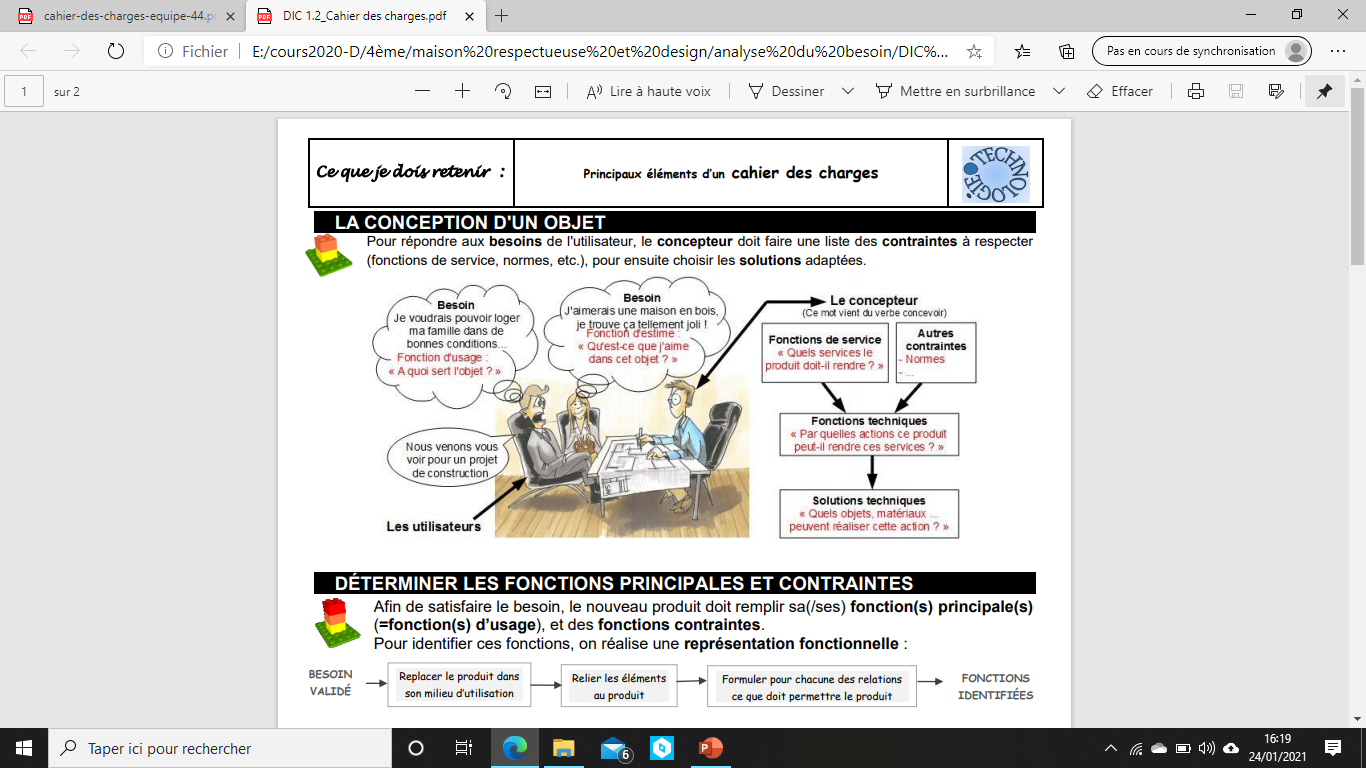 cahier-des-charges-equipe-44.pd
DIC 1.2_Cahier des charges.pdf
Fichier
E:/cours2020-D/4ème/maison%20respectueuse%20et%20design/analyse%20du%20besoin/DIC%...
Pas en cours de synchronisation
1
sur 2
Lire à haute voix
Dessiner
Mettre en surbrillance
Effacer
Ce que je dois retenir :
Principaux éléments d'un cahier des charges
TECHNOLOGIE
LA CONCEPTION D'UN OBJET
Pour répondre aux besoins de l'utilisateur, le concepteur doit faire une liste des contraintes à respecter
(fonctions de service, normes, etc.), pour ensuite choisir les solutions adaptées.
Besoin
Je voudrais pouvoir loger
ma famille dans de
bonnes conditions...
Fonction d'usage :
« A quoi sert l'objet ? »
Besoin
J'aimerais une maison en bois,
je trouve ça tellement joli !
Fonction d'estime :
« Qu'est-ce que j'aime
dans cet objet ? »
Nous venons vous
voir pour un projet
de construction
Les utilisateurs
Le concepteur
(Ce mot vient du verbe concevoir)
Fonctions de service
« Quels services le
produit doit-il rendre ? »
Autres
contraintes
- Normes
- ...
Fonctions techniques
« Par quelles actions ce produit
peut-il rendre ces services ? »
Solutions techniques
« Quels objets, matériaux ...
peuvent réaliser cette action ? »
DÉTERMINER LES FONCTIONS PRINCIPALES ET CONTRAINTES
Afin de satisfaire le besoin, le nouveau produit doit remplir sa(/ses) fonction(s) principale(s)
(=fonction(s) d'usage), et des fonctions contraintes.
Pour identifier ces fonctions, on réalise une représentation fonctionnelle :
BESOIN
VALIDÉ
Replacer le produit dans
son milieu d'utilisation
Relier les éléments
au produit
Formuler pour chacune des relations
ce que doit permettre le produit
FONCTIONS
IDENTIFIÉES
Taper ici pour rechercher
6
16:19
24/01/2021